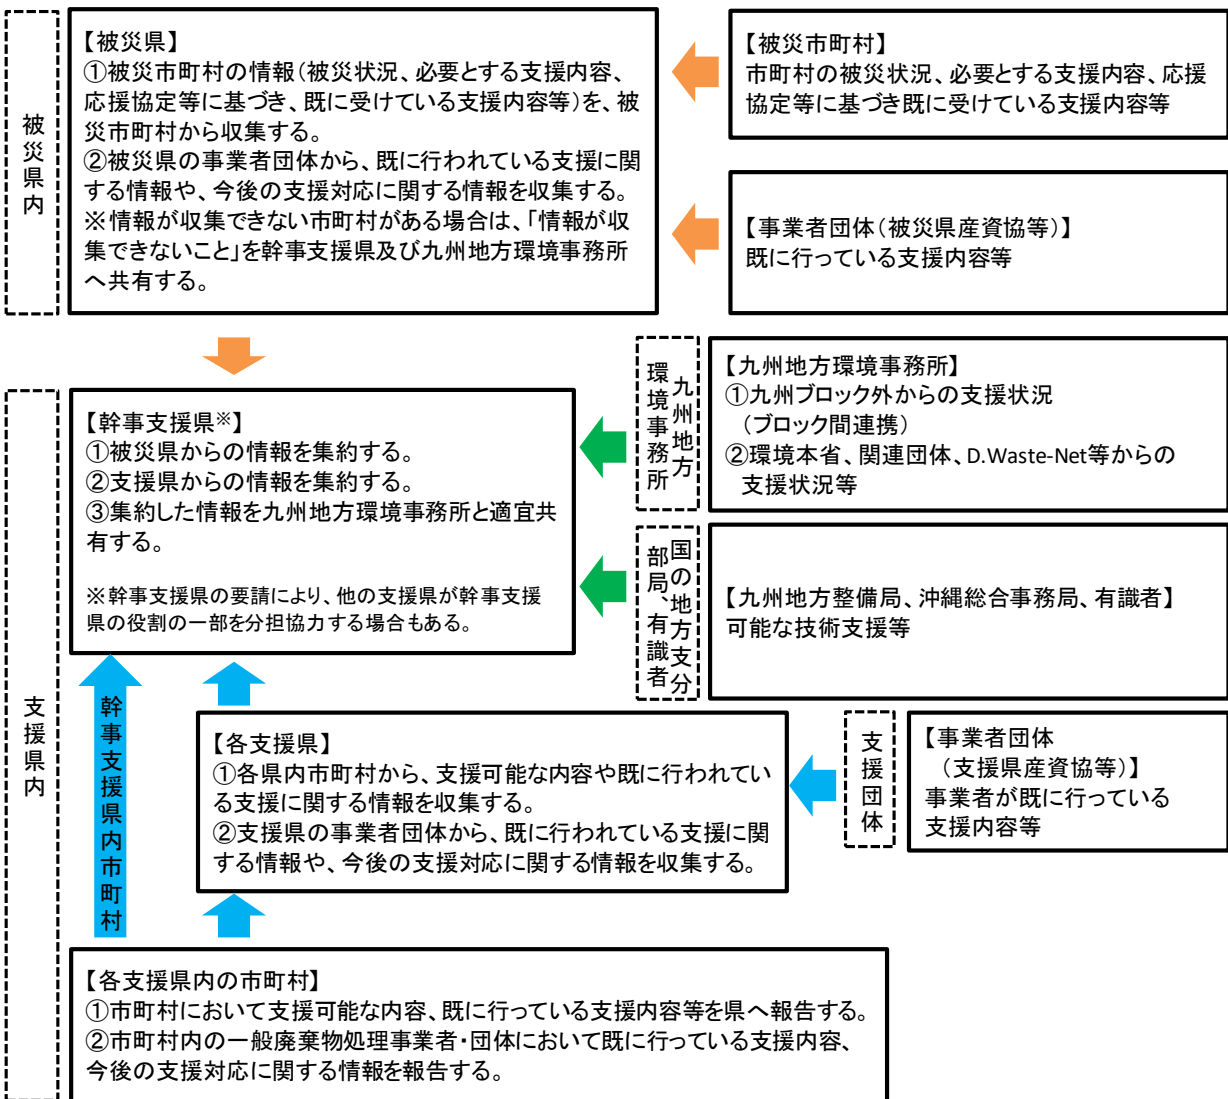 被災県内
【被災県】
①被災市町村の情報（被災状況、必要とする支援内容、
応援協定等に基づき、既に受けている支援内容等）を、被
災市町村から収集する。
②被災県の事業者団体から、既に行われている支援に関
する情報や、今後の支援対応に関する情報を収集する。
※情報が収集できない市町村がある場合は、「情報が収
集できないこと」を幹事支援県及び九州地方環境事務所
へ共有する。
【被災市町村】
市町村の被災状況、必要とする支援内容、応援
協定等に基づき既に受けている支援内容等
【事業者団体（被災県産資協等）】
既に行っている支援内容等
支援県内
【幹事支援県※】
①被災県からの情報を集約する。
②支援県からの情報を集約する。
③集約した情報を九州地方環境事務所と適宜共
有する。
※幹事支援県の要請により、他の支援県が幹事支援
県の役割の一部を分担協力する場合もある。
九州地方
環境事務所
【九州地方環境事務所】
①九州ブロック外からの支援状況
（ブロック間連携）
②環境本省、関連団体、D.Waste-Net等からの
支援状況等
国の地方支分
部局、有識者
【九州地方整備局、沖縄総合事務局、有識者】
可能な技術支援等
幹事支援県内市町村
【各支援県】
①各県内市町村から、支援可能な内容や既に行われてい
る支援に関する情報を収集する。
②支援県の事業者団体から、既に行われている支援に関
する情報や、今後の支援対応に関する情報を収集する。
支援団体
【事業者団体
（支援県産資協等）】
事業者が既に行っている
支援内容等
【各支援県内の市町村】
①市町村において支援可能な内容、既に行っている支援内容等を県へ報告する。
②市町村内の一般廃棄物処理事業者・団体において既に行っている支援内容、
今後の支援対応に関する情報を報告する。